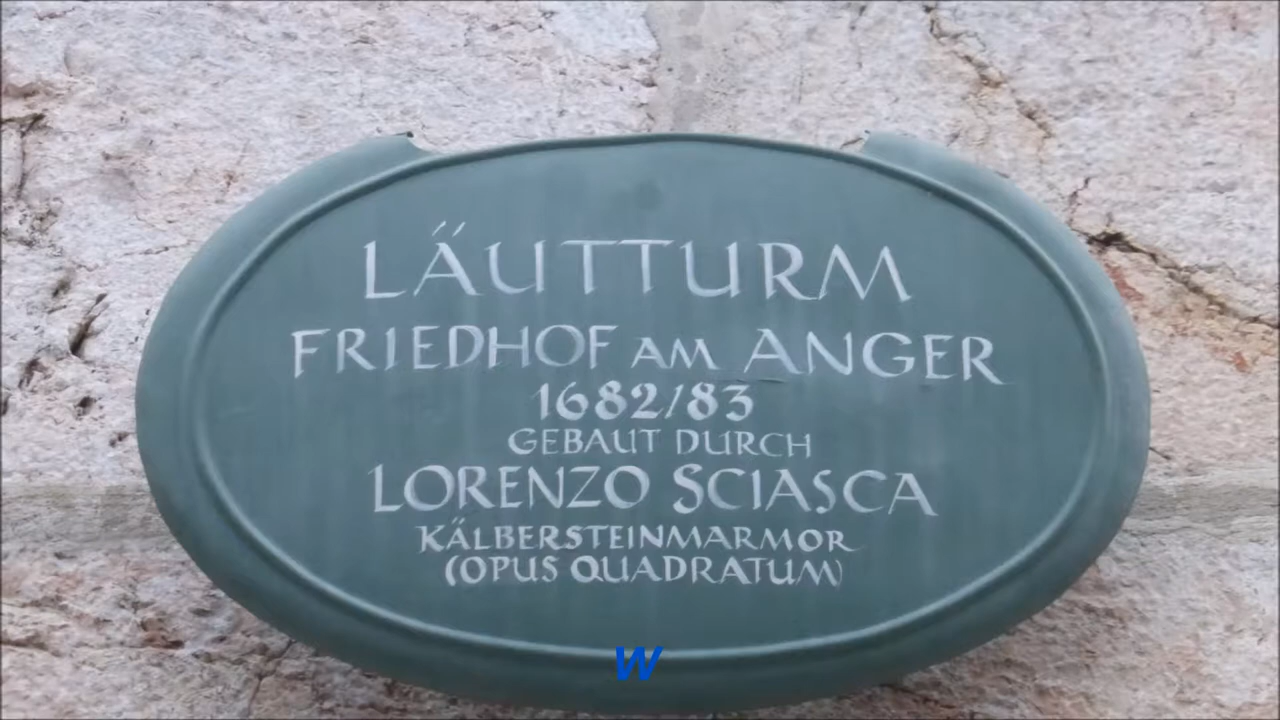 LÄUTTURM
FRIEDHOF AM ANGER
1682/83
GEBAUT DURCH
LORENZO SCIASCA
KÄLBERSTEINMARMOR
(OPUS QUADRATUM)
W